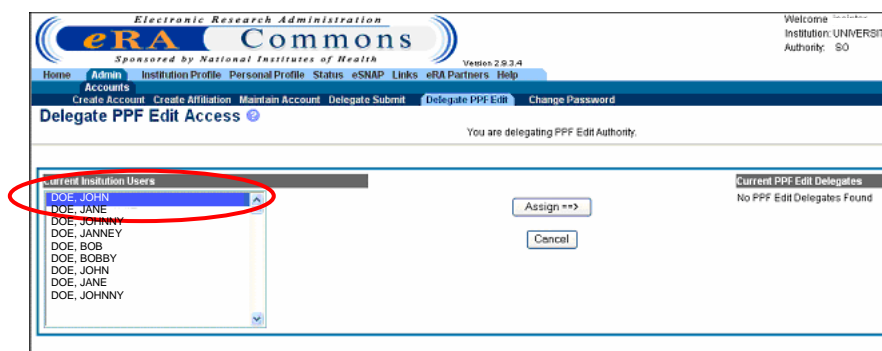 Electronic Research Administration
eRA Commons
Sponsored by National Institutes of Health
Version 2.9.3.4
Welcome
Institution: UNIVERSIT
Authority: SO
Home Admin Institution Profile Personal Profile Status eSNAP Links eRA Partners Help
Accounts
Create Account Create Affiliation Maintain Account Delegate Submit Delegate PPF Edit Change Password
Delegate PPF Edit Access ?
You are delegating PPF Edit Authority.
Current Insitution Users
DOE, JOHN
DOE, JANE
DOE, JOHNNY
DOE, JANNEY
DOE, BOB
DOE, BOBBY
DOE, JOHN
DOE, JANE
DOE, JOHNNY
Assign ==>
Cancel
Current PPF Edit Delegates
No PPF Edit Delegates Found